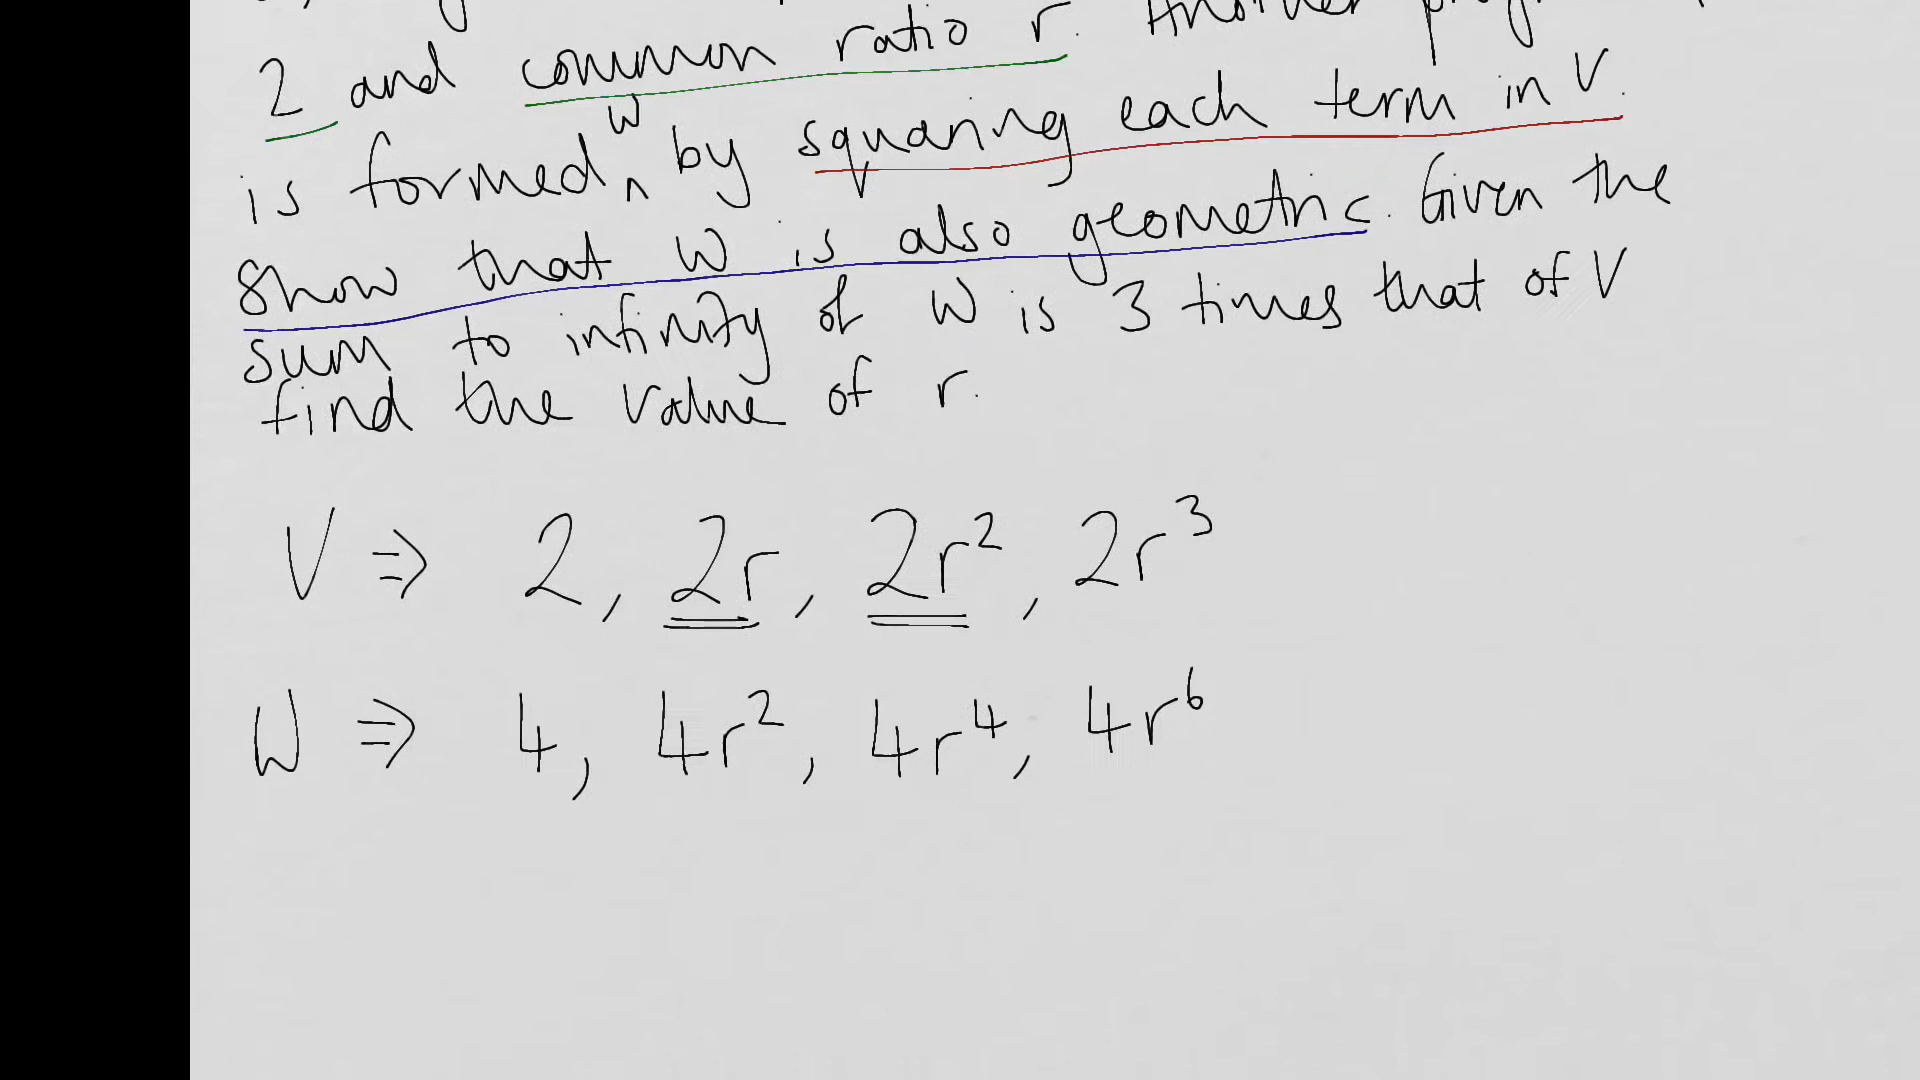 2 and common ratio r. Another
is formed ^ W by squaring each term in V.
Show that W is also geometric. Given the
sum to infinity of W is 3 times that of V
find the value of r.
V ⇒ 2, 2r, 2r², 2r³
W ⇒ 4, 4r², 4r⁴, 4r⁶